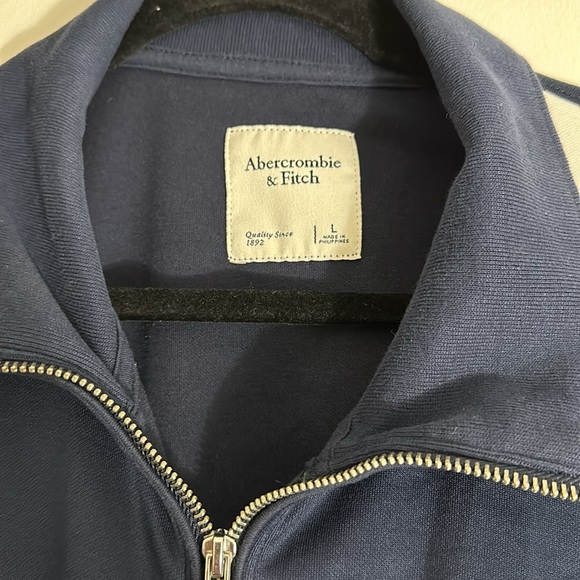 Abercrombie
& Fitch
Quality Since
1892
L
MADE IN
PHILIPPINES